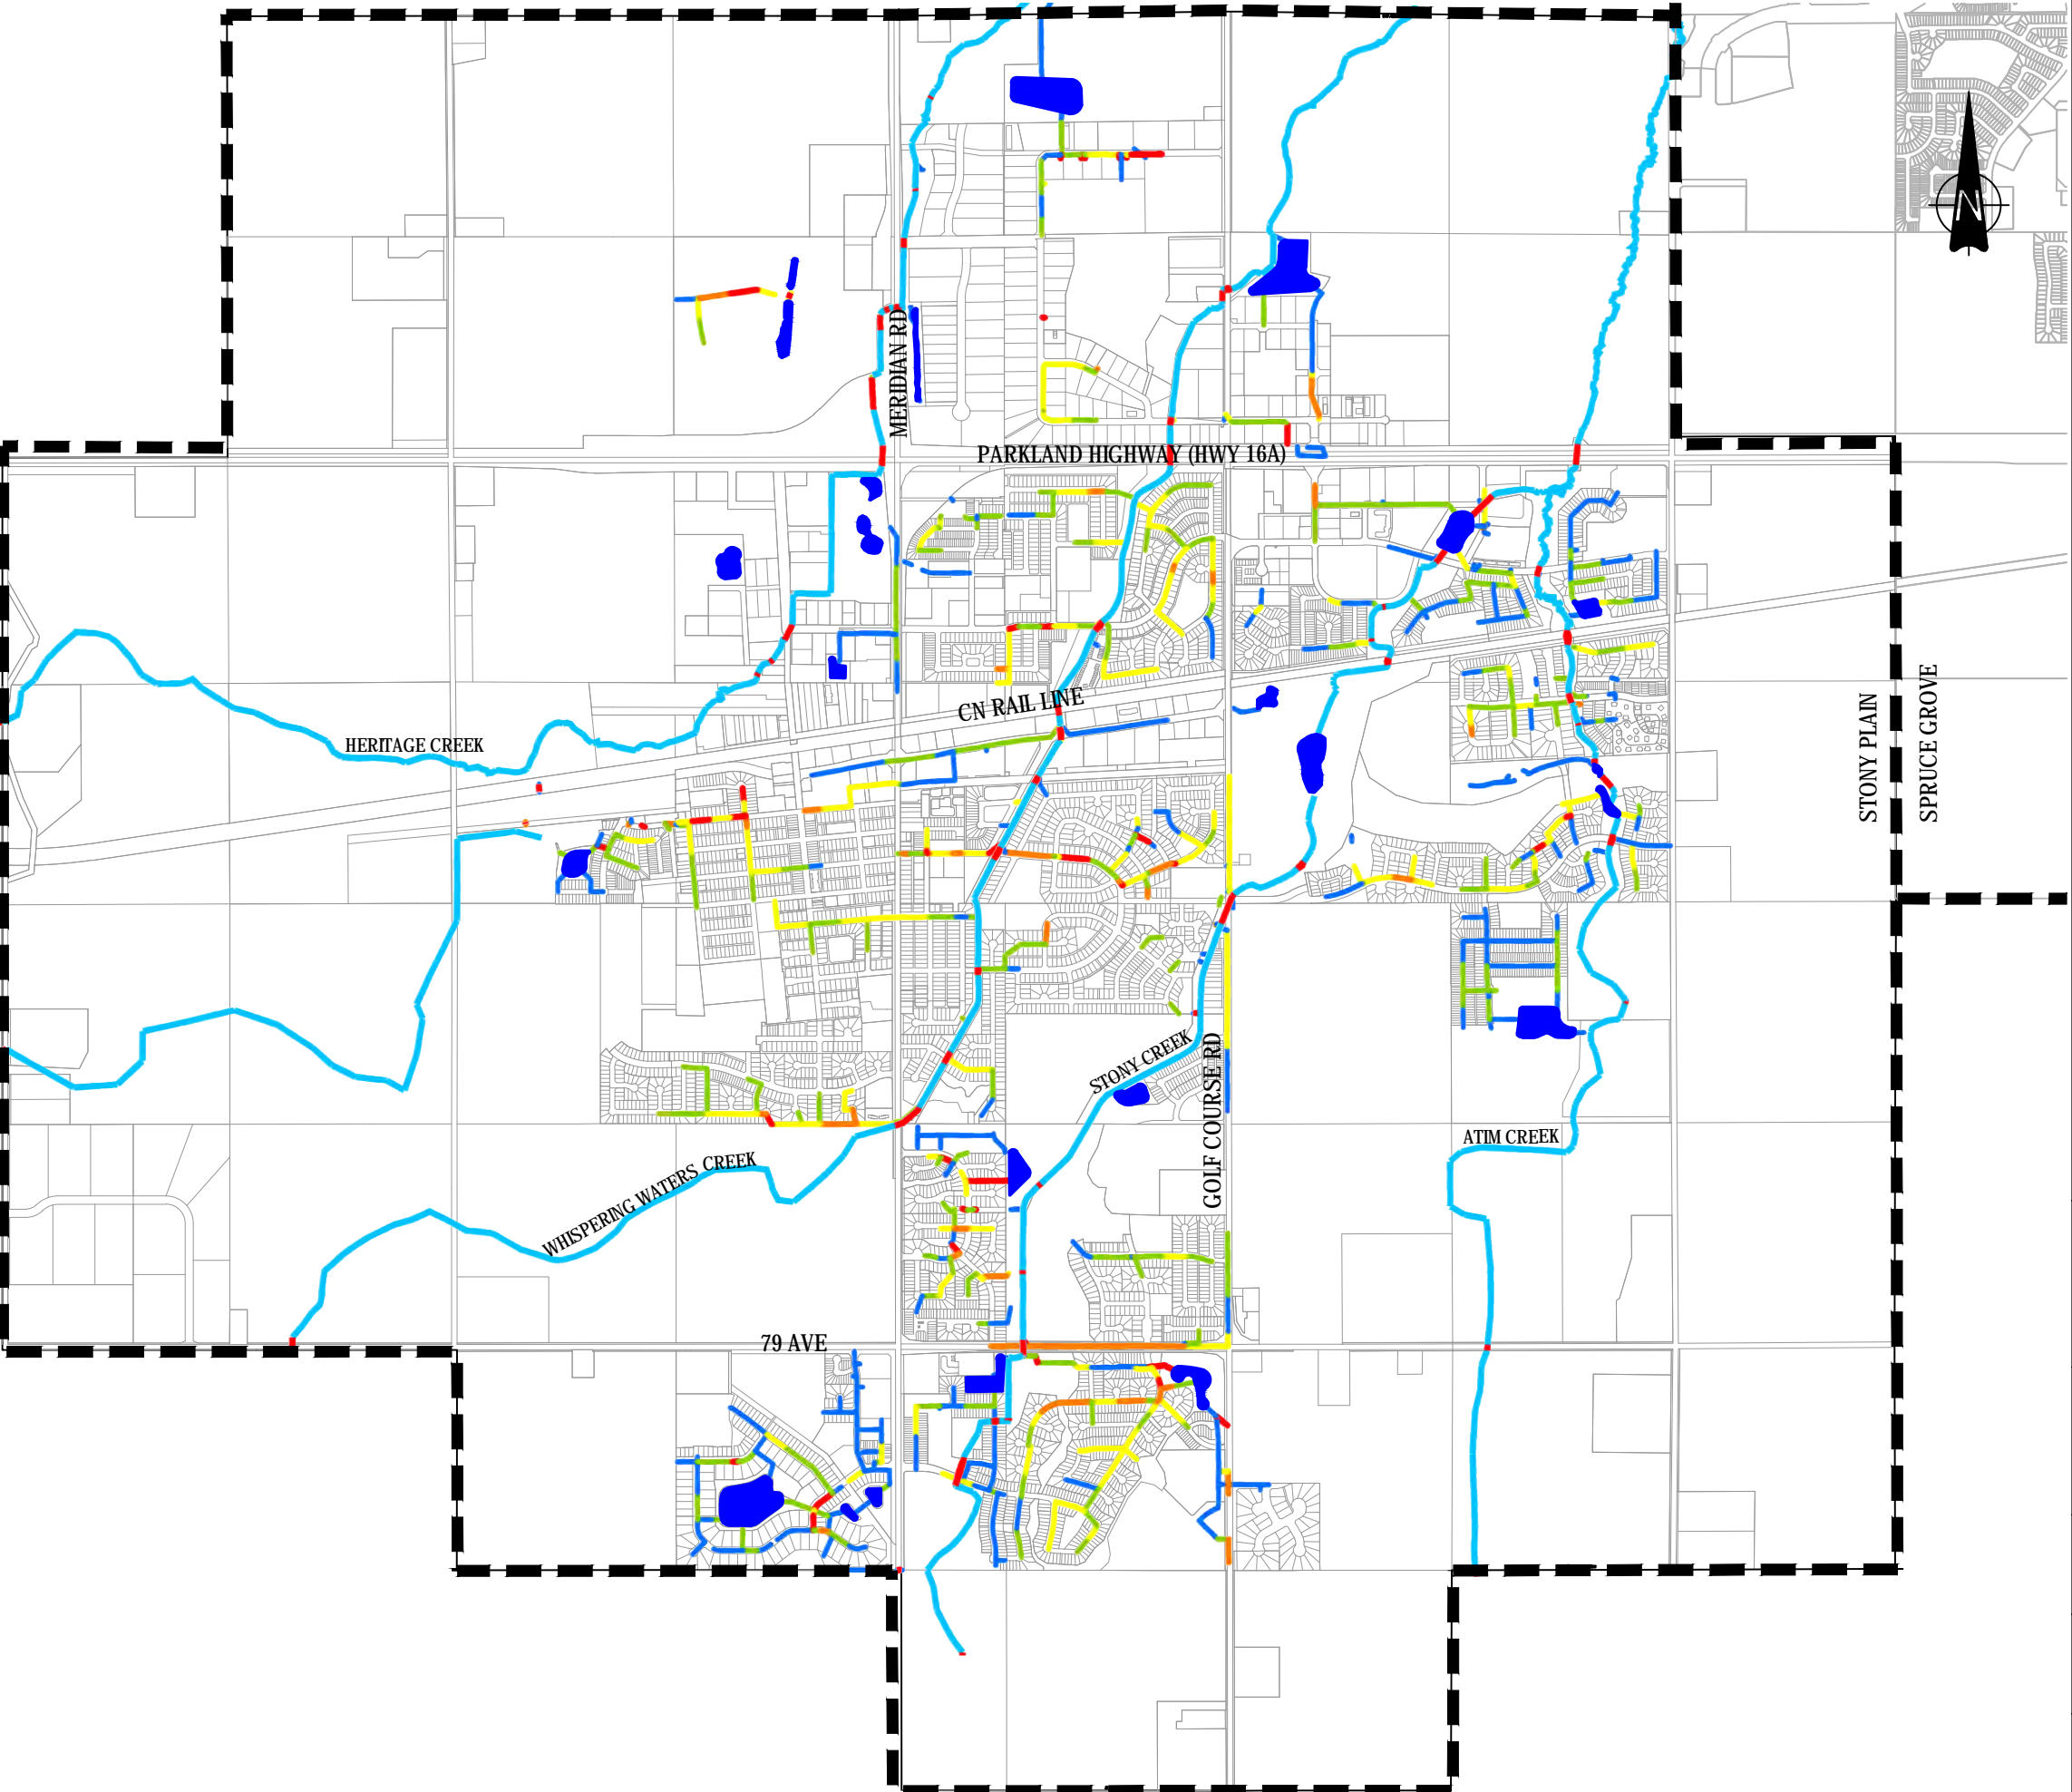 N
MERIDIAN RD
PARKLAND HIGHWAY (HWY 16A)
CN RAIL LINE
HERITAGE CREEK
STONY PLAIN
SPRUCE GROVE
STONY CREEK
GOLF COURSE RD
ATIM CREEK
WHISPERING WATERS CREEK
79 AVE